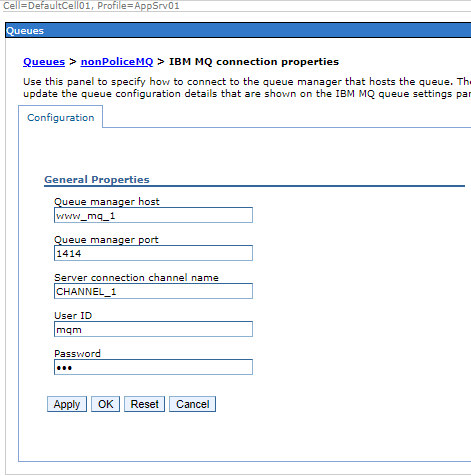 Cell=DefaultCell01, Profile=AppSrv01
Queues
Queues > nonPoliceMQ > IBM MQ connection properties
Use this panel to specify how to connect to the queue manager that hosts the queue. The
update the queue configuration details that are shown on the IBM MQ queue settings pa
Configuration
General Properties
Queue manager host
www_mq_1
Queue manager port
1414
Server connection channel name
CHANNEL_1
User ID
mqm
Password
•••
Apply OK Reset Cancel